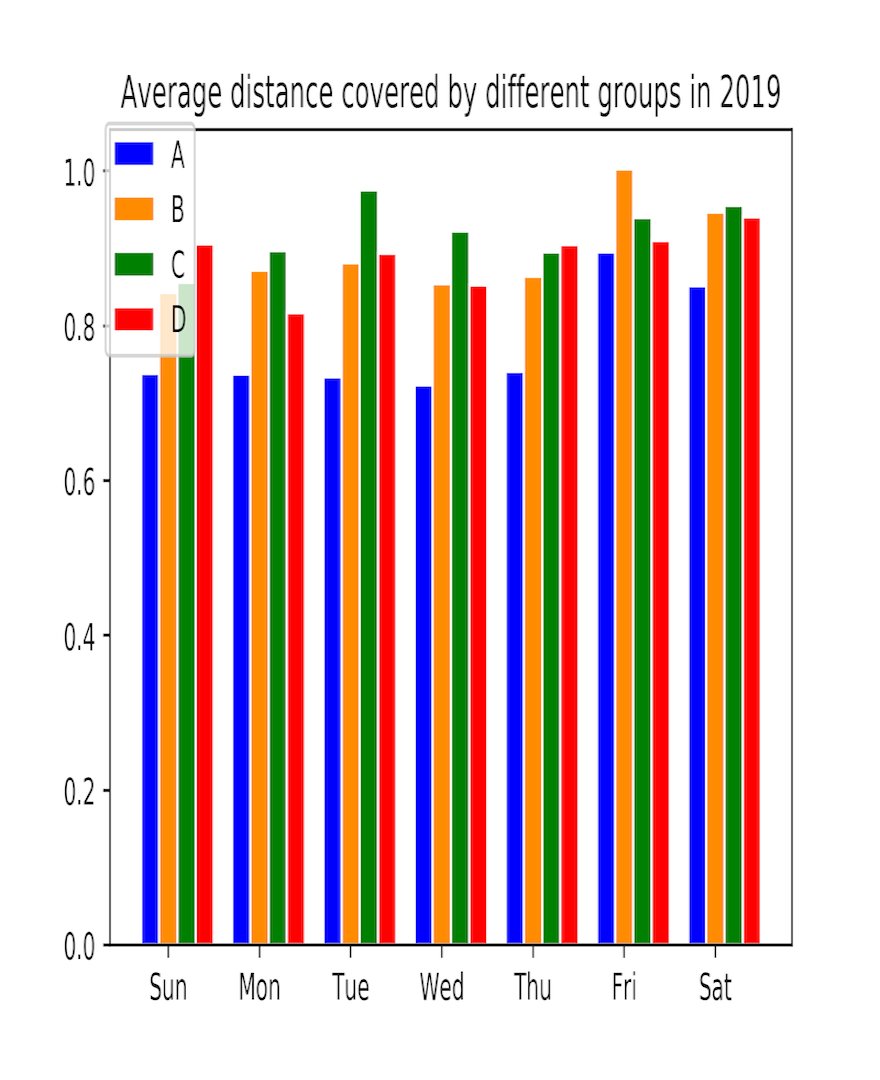 Average distance covered by different groups in 2019
A
B
C
D
1.0
0.8
0.6
0.4
0.2
0.0
Sun Mon Tue Wed Thu Fri Sat